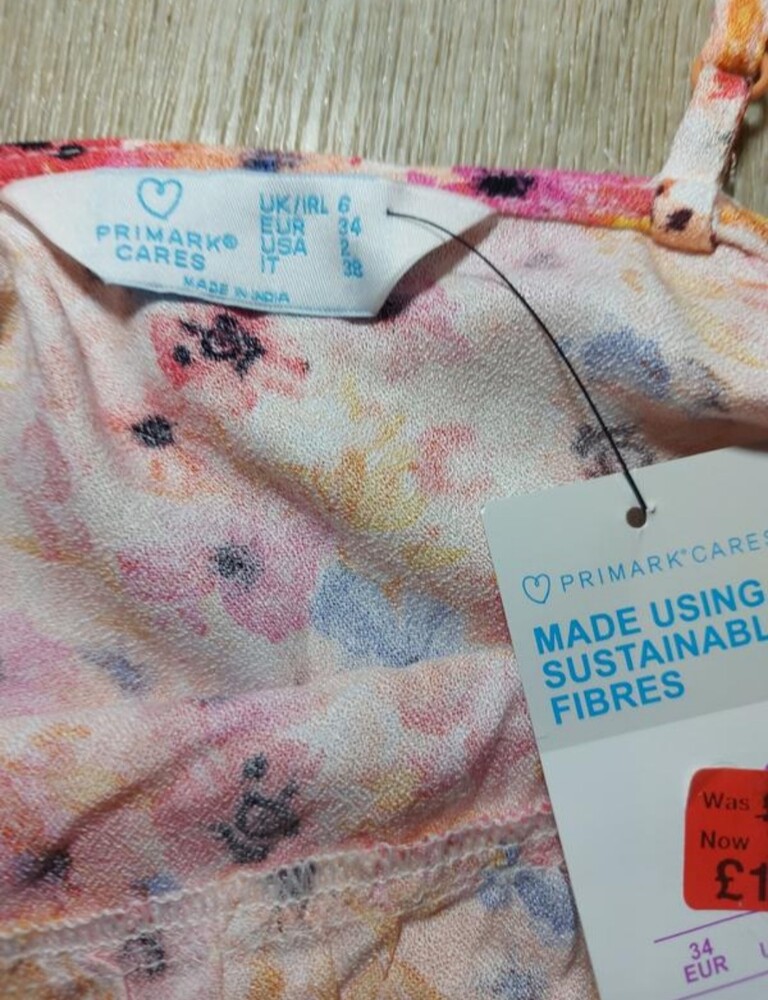 PRIMARK®
CARES
UK/IRL 6
EUR 34
USA 2
IT 38
MADE IN INDIA
PRIMARK®CARES
MADE USING
SUSTAINABL
FIBRES
Was £
Now
£1
34
EUR